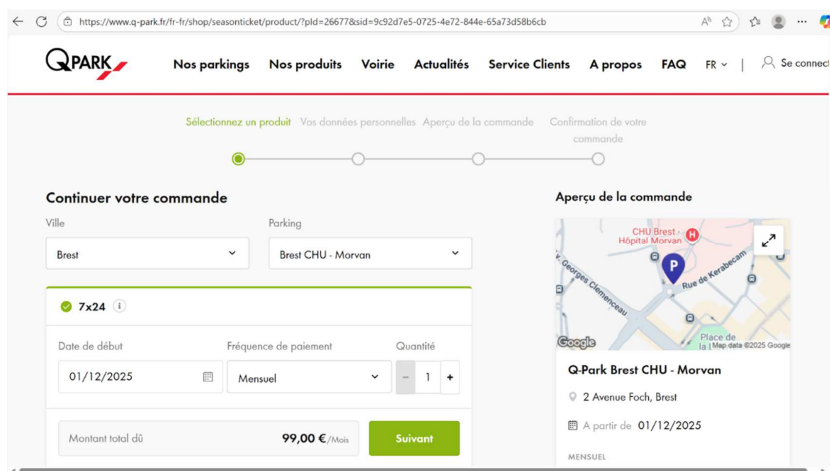 https://www.q-park.fr/fr-fr/shop/seasonticket/product/?pId=26677&sid=9c92d7e5-0725-4e72-844e-65a73d58b6cb
QPARK Nos parkings Nos produits Voirie Actualités Service Clients A propos FAQ FR | Se connect
Sélectionnez un produit Vos données personnelles Aperçu de la commande Confirmation de votre
commande
Continuer votre commande
Ville Parking
Brest Brest CHU - Morvan
7x24 i
Date de début Fréquence de paiement Quantité
01/12/2025 Mensuel - 1 +
Montant total dû 99,00 €/Mois Suivant
Aperçu de la commande
CHU Brest -
Hôpital Morvan H
P
v. Georges Clemenceau
Rue de Kerabecam
Place de
la
Google Map data ©2025 Google
Q-Park Brest CHU - Morvan
2 Avenue Foch, Brest
A partir de 01/12/2025
MENSUEL